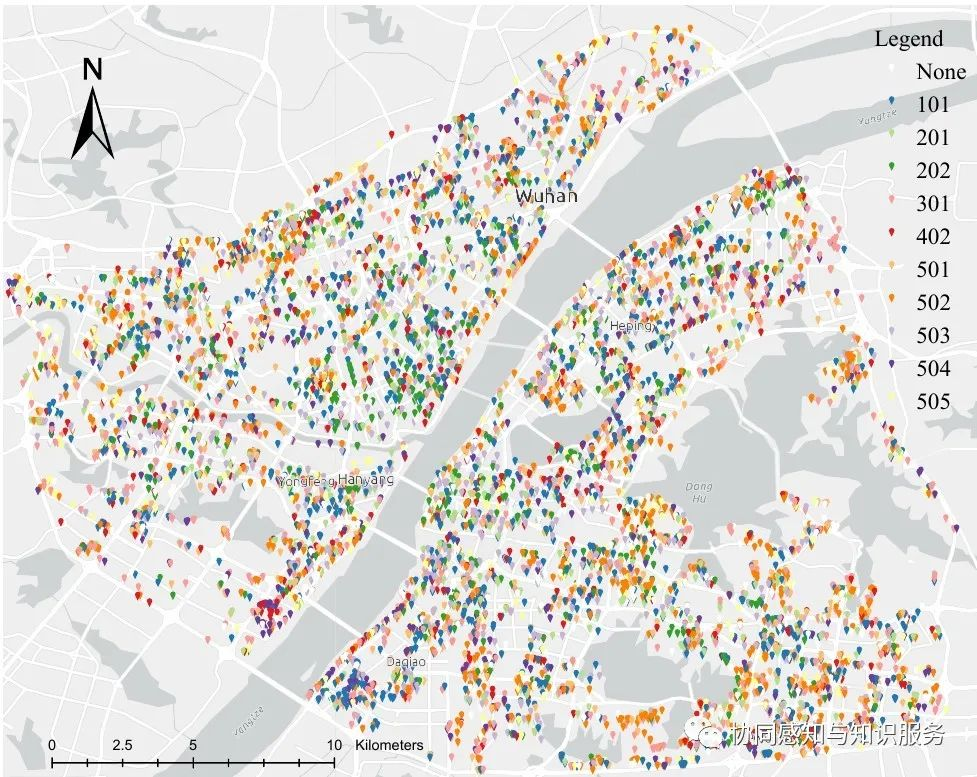 Legend
None
101
201
202
301
402
501
502
503
504
505
N
Yangtze
Wuhan
Heping
Yongfeng
Hanyang
Dong
Hu
Daqiao
Yangtze
0 2.5 5 10 Kilometers
协同感知与知识服务